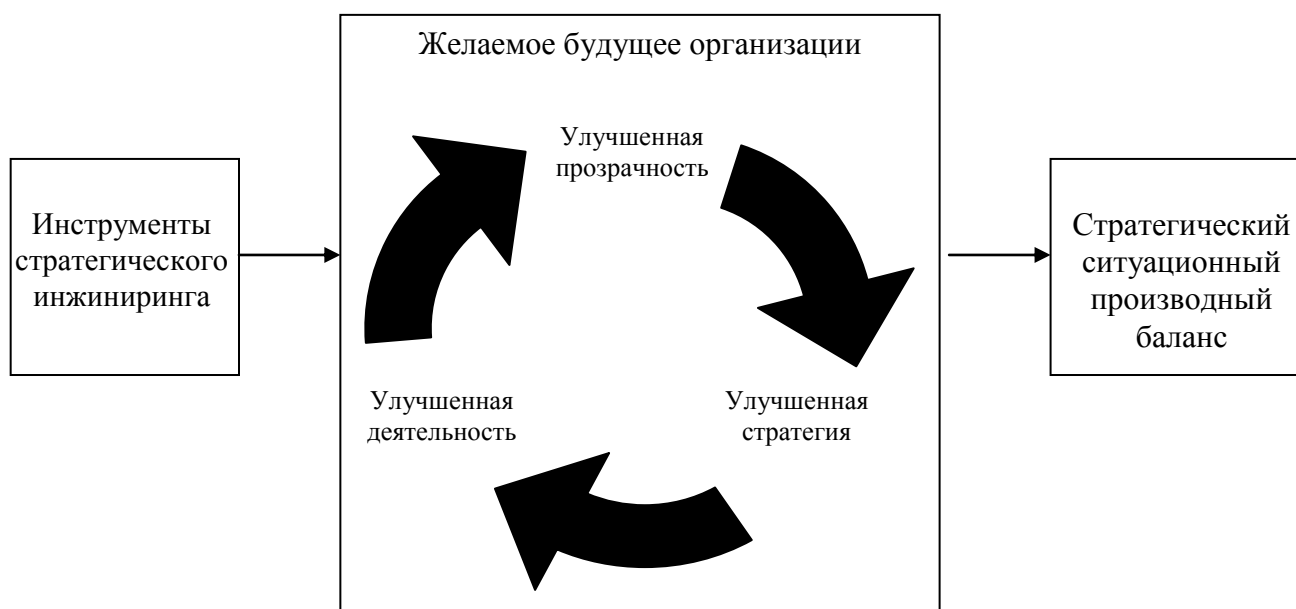 Желаемое будущее организации
Улучшенная
прозрачность
Инструменты
стратегического
инжиниринга
Стратегический
ситуационный
производный
баланс
Улучшенная
деятельность
Улучшенная
стратегия